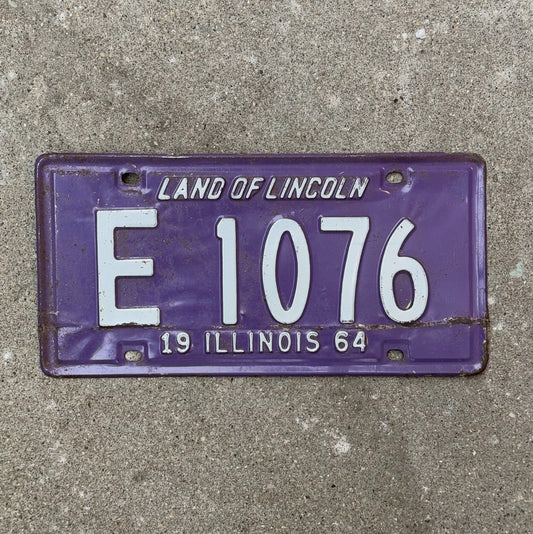 LAND OF LINCOLN
E 1076
19 ILLINOIS 64